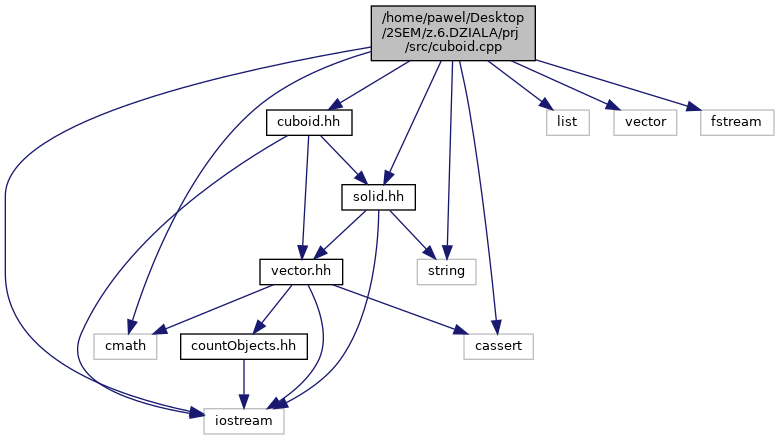 /home/pawel/Desktop
/2SEM/z.6.DZIALA/prj
/src/cuboid.cpp
cuboid.hh
list
vector
fstream
solid.hh
vector.hh
string
cmath
countObjects.hh
cassert
iostream